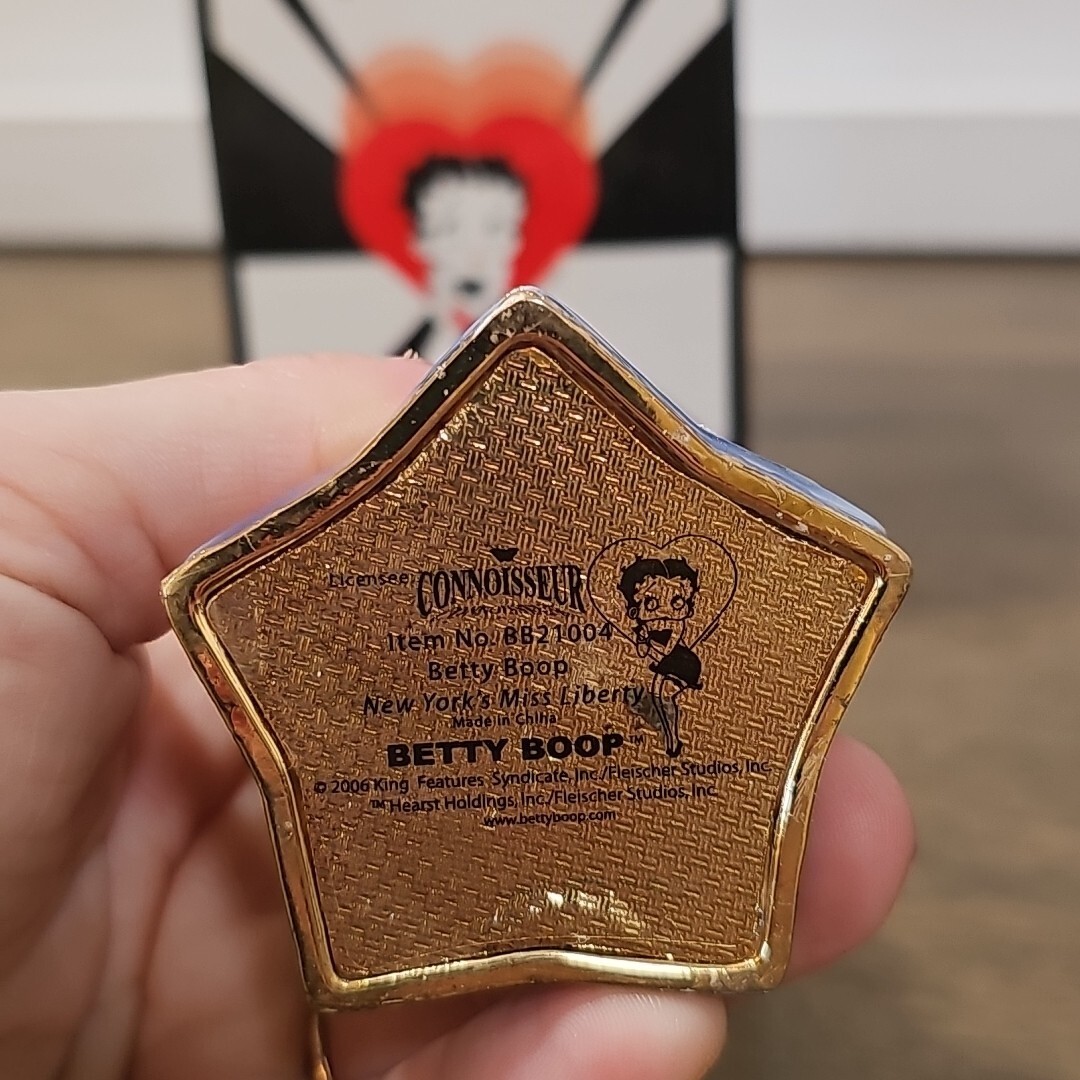 Licensee: CONNOISSEUR
Item No. BB21004
Betty Boop
New York's Miss Liberty
Made in China
BETTY BOOP™
© 2006 King Features Syndicate, Inc./Fleischer Studios, Inc.
™ Hearst Holdings, Inc./Fleischer Studios, Inc.
www.bettyboop.com